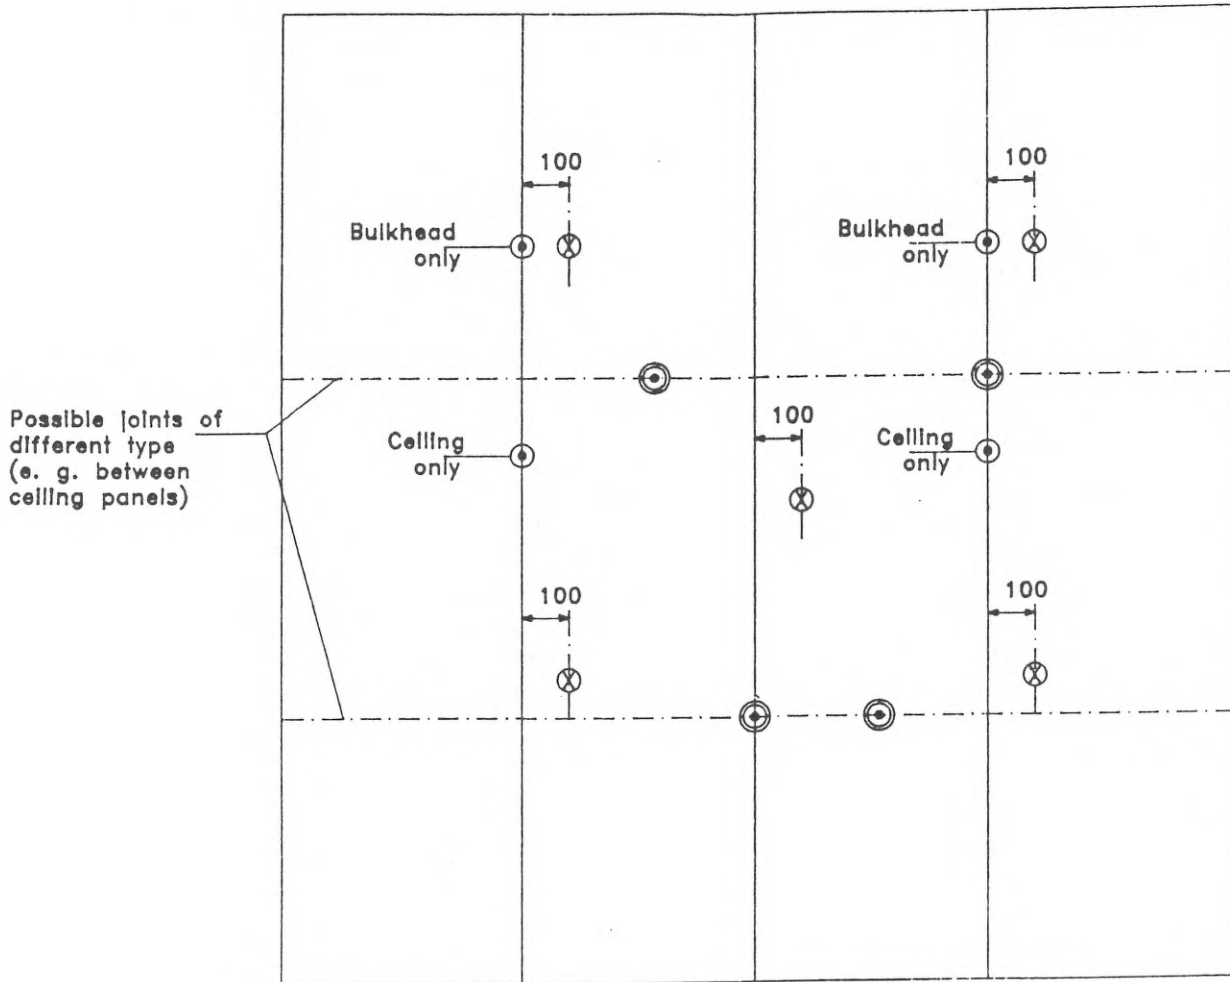 100
100
Bulkhead
only
Bulkhead
only
Possible joints of
different type
(e. g. between
ceiling panels)
Ceiling
only
100
Ceiling
only
100
100